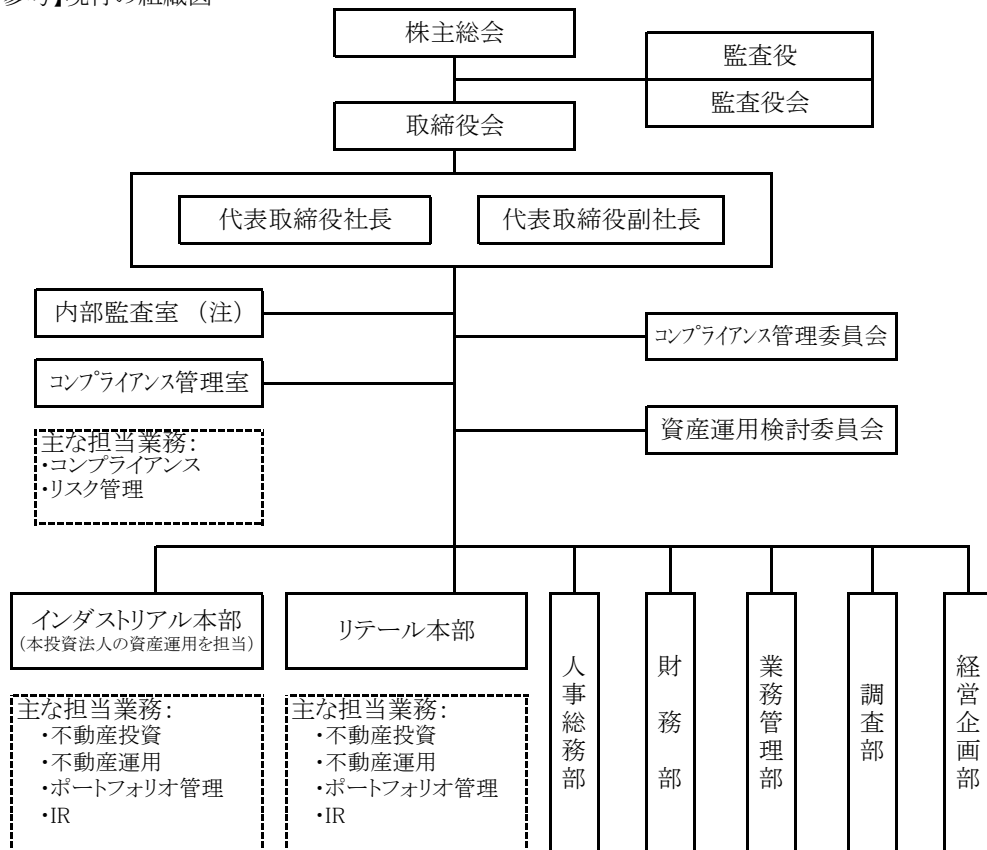 参考】現行の組織図
株主総会
監査役
監査役会
取締役会
代表取締役社長
代表取締役副社長
内部監査室 (注)
コンプライアンス管理委員会
コンプライアンス管理室
資産運用検討委員会
主な担当業務:
・コンプライアンス
・リスク管理
インダストリアル本部
(本投資法人の資産運用を担当)
リテール本部
人事総務部
財務部
業務管理部
調査部
経営企画部
主な担当業務:
・不動産投資
・不動産運用
・ポートフォリオ管理
・IR
主な担当業務:
・不動産投資
・不動産運用
・ポートフォリオ管理
・IR